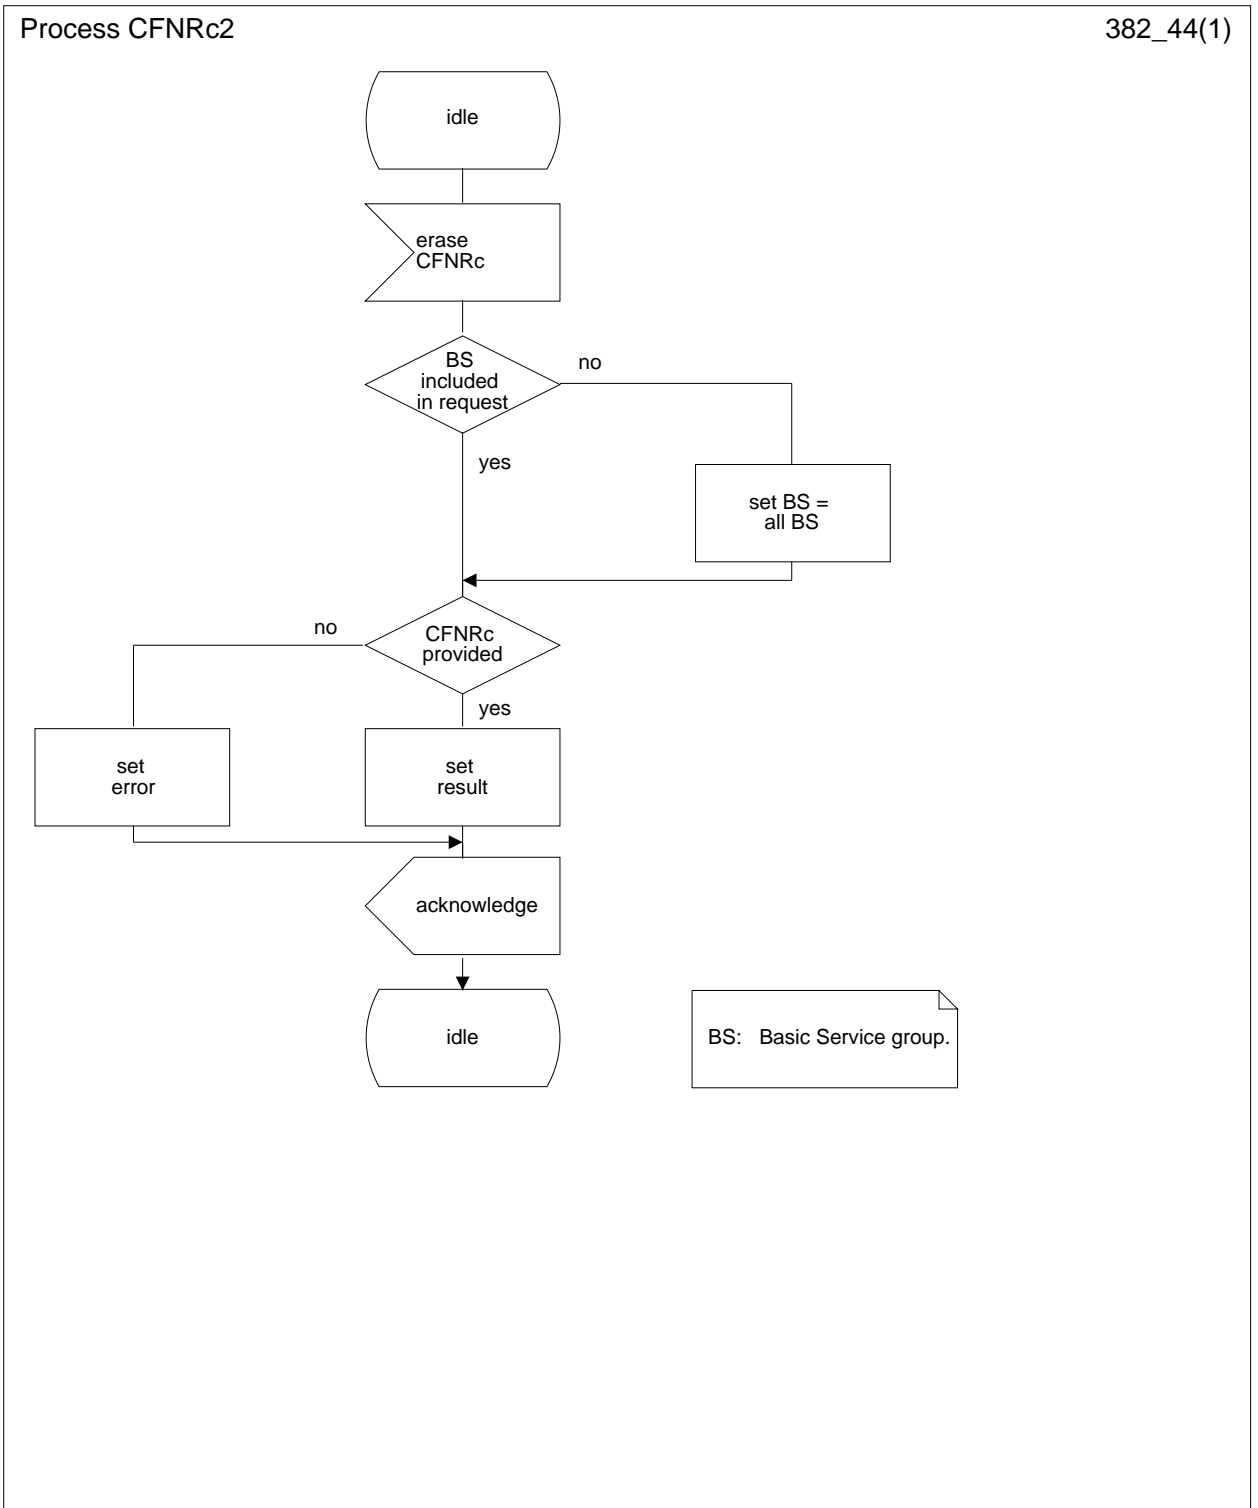 Process CFNRc2
382_44(1)
idle
erase
CFNRc
BS
included
in request
no
yes
set BS =
all BS
no
CFNRc
provided
yes
set
error
set
result
acknowledge
idle
BS: Basic Service group.